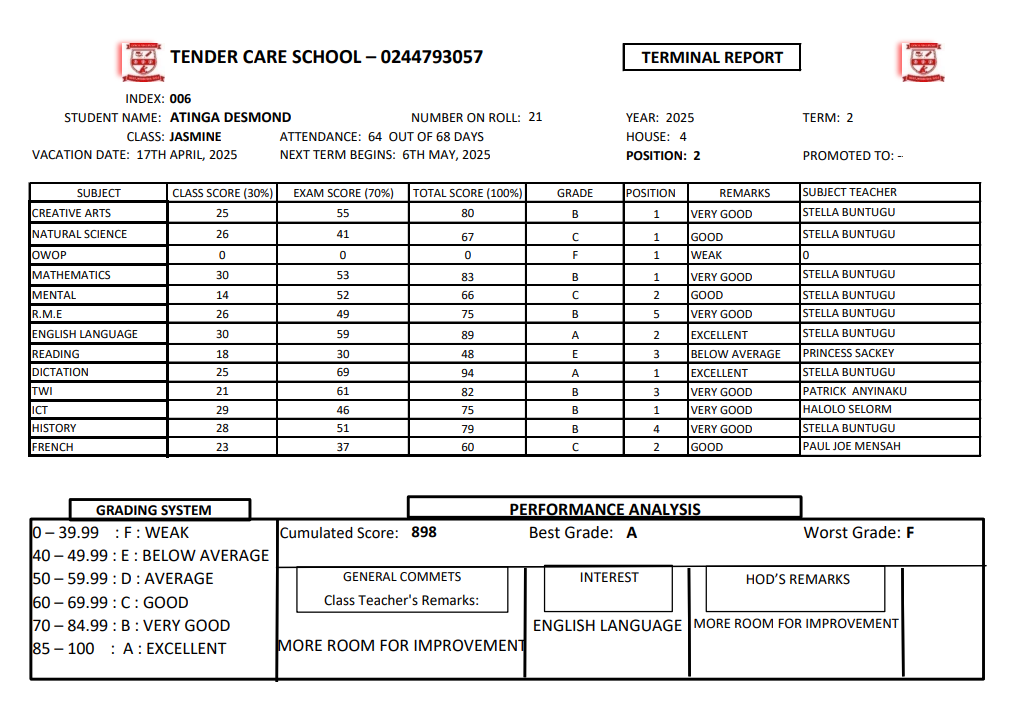 TENDER CARE SCHOOL – 0244793057 TERMINAL REPORT
INDEX: 006
STUDENT NAME: ATINGA DESMOND NUMBER ON ROLL: 21 YEAR: 2025 TERM: 2
CLASS: JASMINE ATTENDANCE: 64 OUT OF 68 DAYS HOUSE: 4
VACATION DATE: 17TH APRIL, 2025 NEXT TERM BEGINS: 6TH MAY, 2025 POSITION: 2 PROMOTED TO: --
SUBJECT CLASS SCORE (30%) EXAM SCORE (70%) TOTAL SCORE (100%) GRADE POSITION REMARKS SUBJECT TEACHER
CREATIVE ARTS 25 55 80 B 1 VERY GOOD STELLA BUNTUGU
NATURAL SCIENCE 26 41 67 C 1 GOOD STELLA BUNTUGU
OWOP 0 0 0 F 1 WEAK 0
MATHEMATICS 30 53 83 B 1 VERY GOOD STELLA BUNTUGU
MENTAL 14 52 66 C 2 GOOD STELLA BUNTUGU
R.M.E 26 49 75 B 5 VERY GOOD STELLA BUNTUGU
ENGLISH LANGUAGE 30 59 89 A 2 EXCELLENT STELLA BUNTUGU
READING 18 30 48 E 3 BELOW AVERAGE PRINCESS SACKEY
DICTATION 25 69 94 A 1 EXCELLENT STELLA BUNTUGU
TWI 21 61 82 B 3 VERY GOOD PATRICK ANYINAKU
ICT 29 46 75 B 1 VERY GOOD HALOLO SELORM
HISTORY 28 51 79 B 4 VERY GOOD STELLA BUNTUGU
FRENCH 23 37 60 C 2 GOOD PAUL JOE MENSAH
GRADING SYSTEM PERFORMANCE ANALYSIS
0 – 39.99 : F : WEAK
40 – 49.99 : E : BELOW AVERAGE
50 – 59.99 : D : AVERAGE
60 – 69.99 : C : GOOD
70 – 84.99 : B : VERY GOOD
85 – 100 : A : EXCELLENT
Cumulated Score: 898 Best Grade: A Worst Grade: F
GENERAL COMMETS
Class Teacher's Remarks:
MORE ROOM FOR IMPROVEMENT
INTEREST
ENGLISH LANGUAGE
HOD'S REMARKS
MORE ROOM FOR IMPROVEMENT